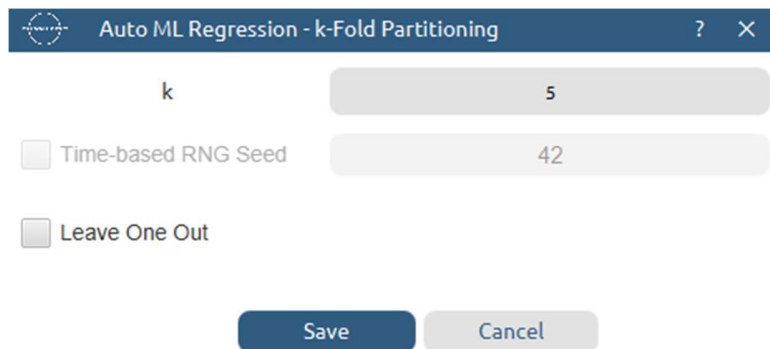 Auto ML Regression - k-Fold Partitioning ? ×
k 5
Time-based RNG Seed 42
Leave One Out
Save Cancel